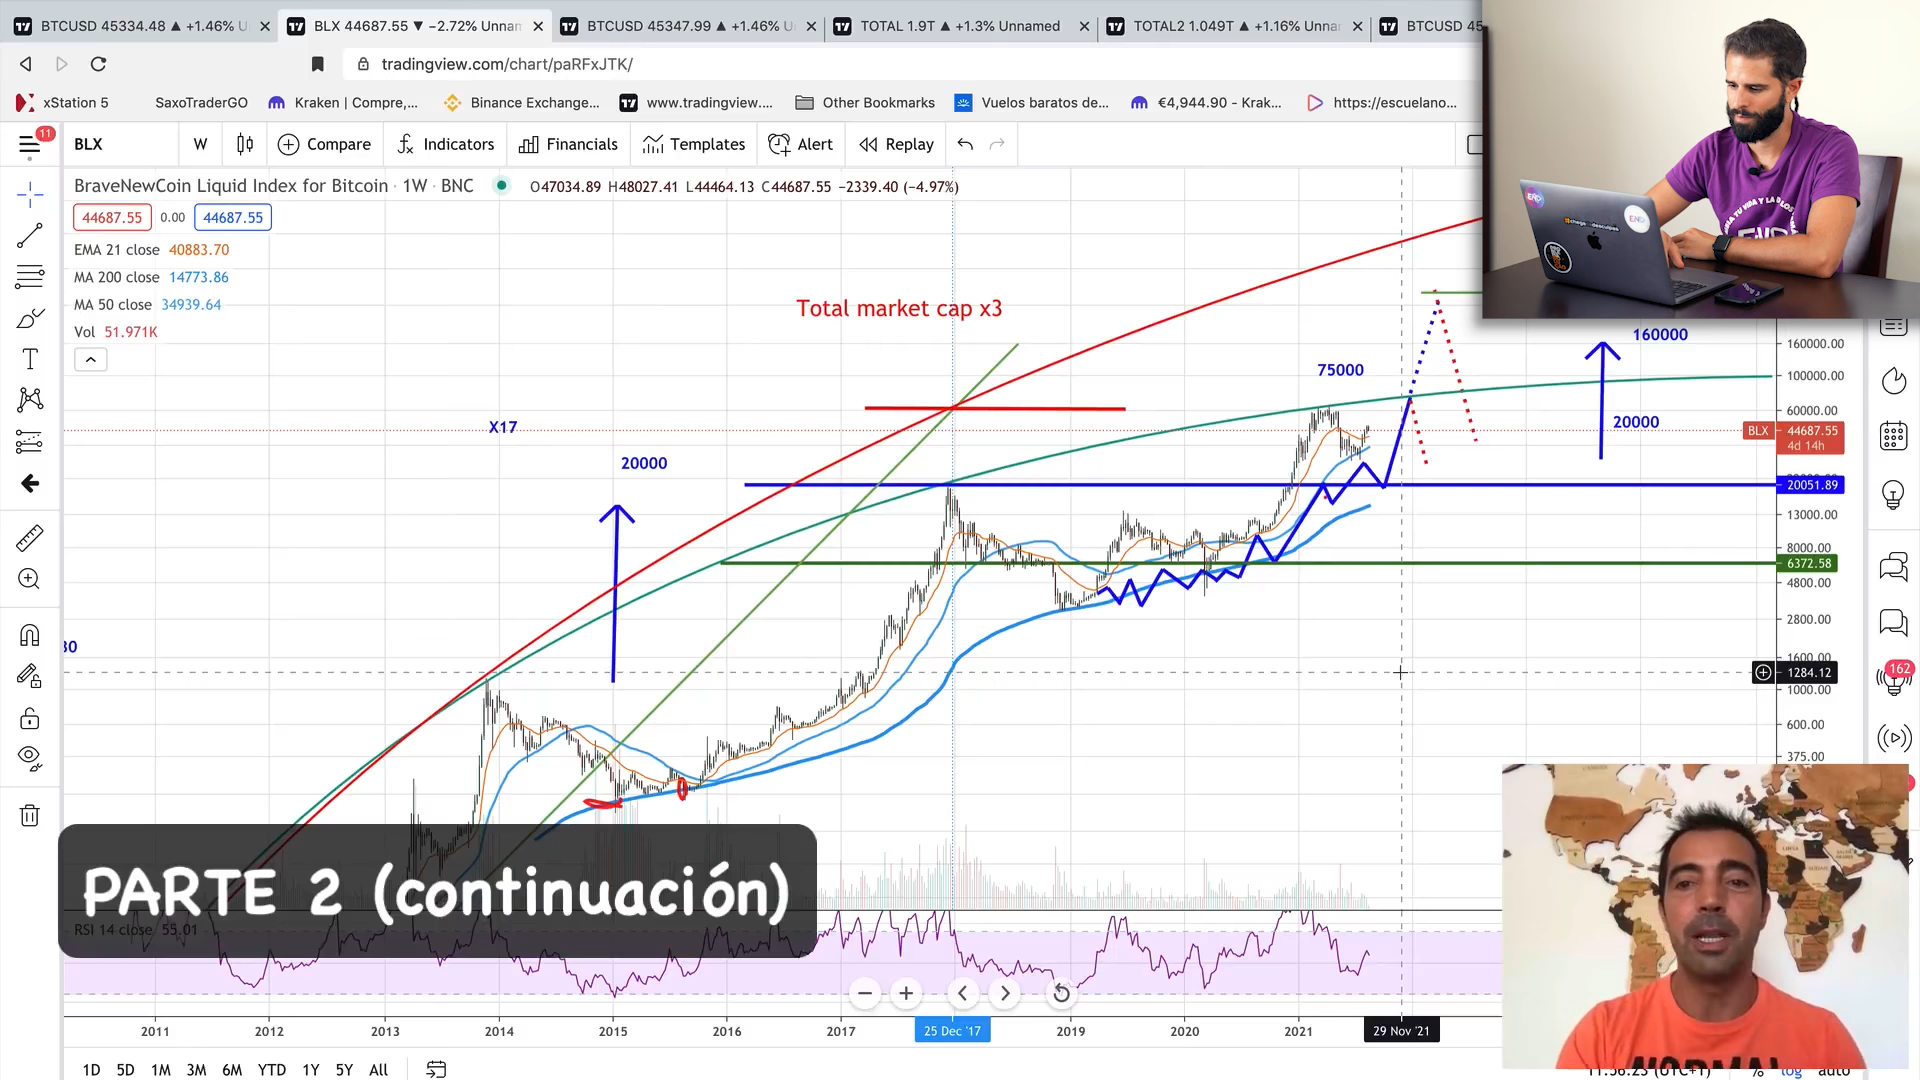 BTCUSD 45334.48 ▲ +1.46% U
BLX 44687.55 ▼ −2.72% Unnam
BTCUSD 45347.99 ▲ +1.46% U
TOTAL 1.9T ▲ +1.3% Unnamed
TOTAL2 1.049T ▲ +1.16% Unna
BTCUSD 45
tradingview.com/chart/paRFxJTK/
xStation 5
SaxoTraderGO
Kraken | Compre,...
Binance Exchange...
www.tradingview....
Other Bookmarks
Vuelos baratos de...
€4,944.90 - Krak...
https://escuelano...
11
BLX
W
Compare
Indicators
Financials
Templates
Alert
Replay
BraveNewCoin Liquid Index for Bitcoin · 1W · BNC
O47034.89 H48027.41 L44464.13 C44687.55 −2339.40 (−4.97%)
44687.55
0.00
44687.55
EMA 21 close 40883.70
MA 200 close 14773.86
MA 50 close 34939.64
Vol 51.971K
Total market cap x3
X17
20000
75000
160000
20000
160000.00
100000.00
60000.00
BLX 44687.55
4d 14h
20051.89
13000.00
8000.00
6372.58
4800.00
2800.00
1600.00
1284.12
1000.00
600.00
375.00
162
PARTE 2 (continuación)
RSI 14 close 55.01
2011
2012
2013
2014
2015
2016
2017
25 Dec '17
2019
2020
2021
29 Nov '21
1D
5D
1M
3M
6M
YTD
1Y
5Y
All
%
log
auto